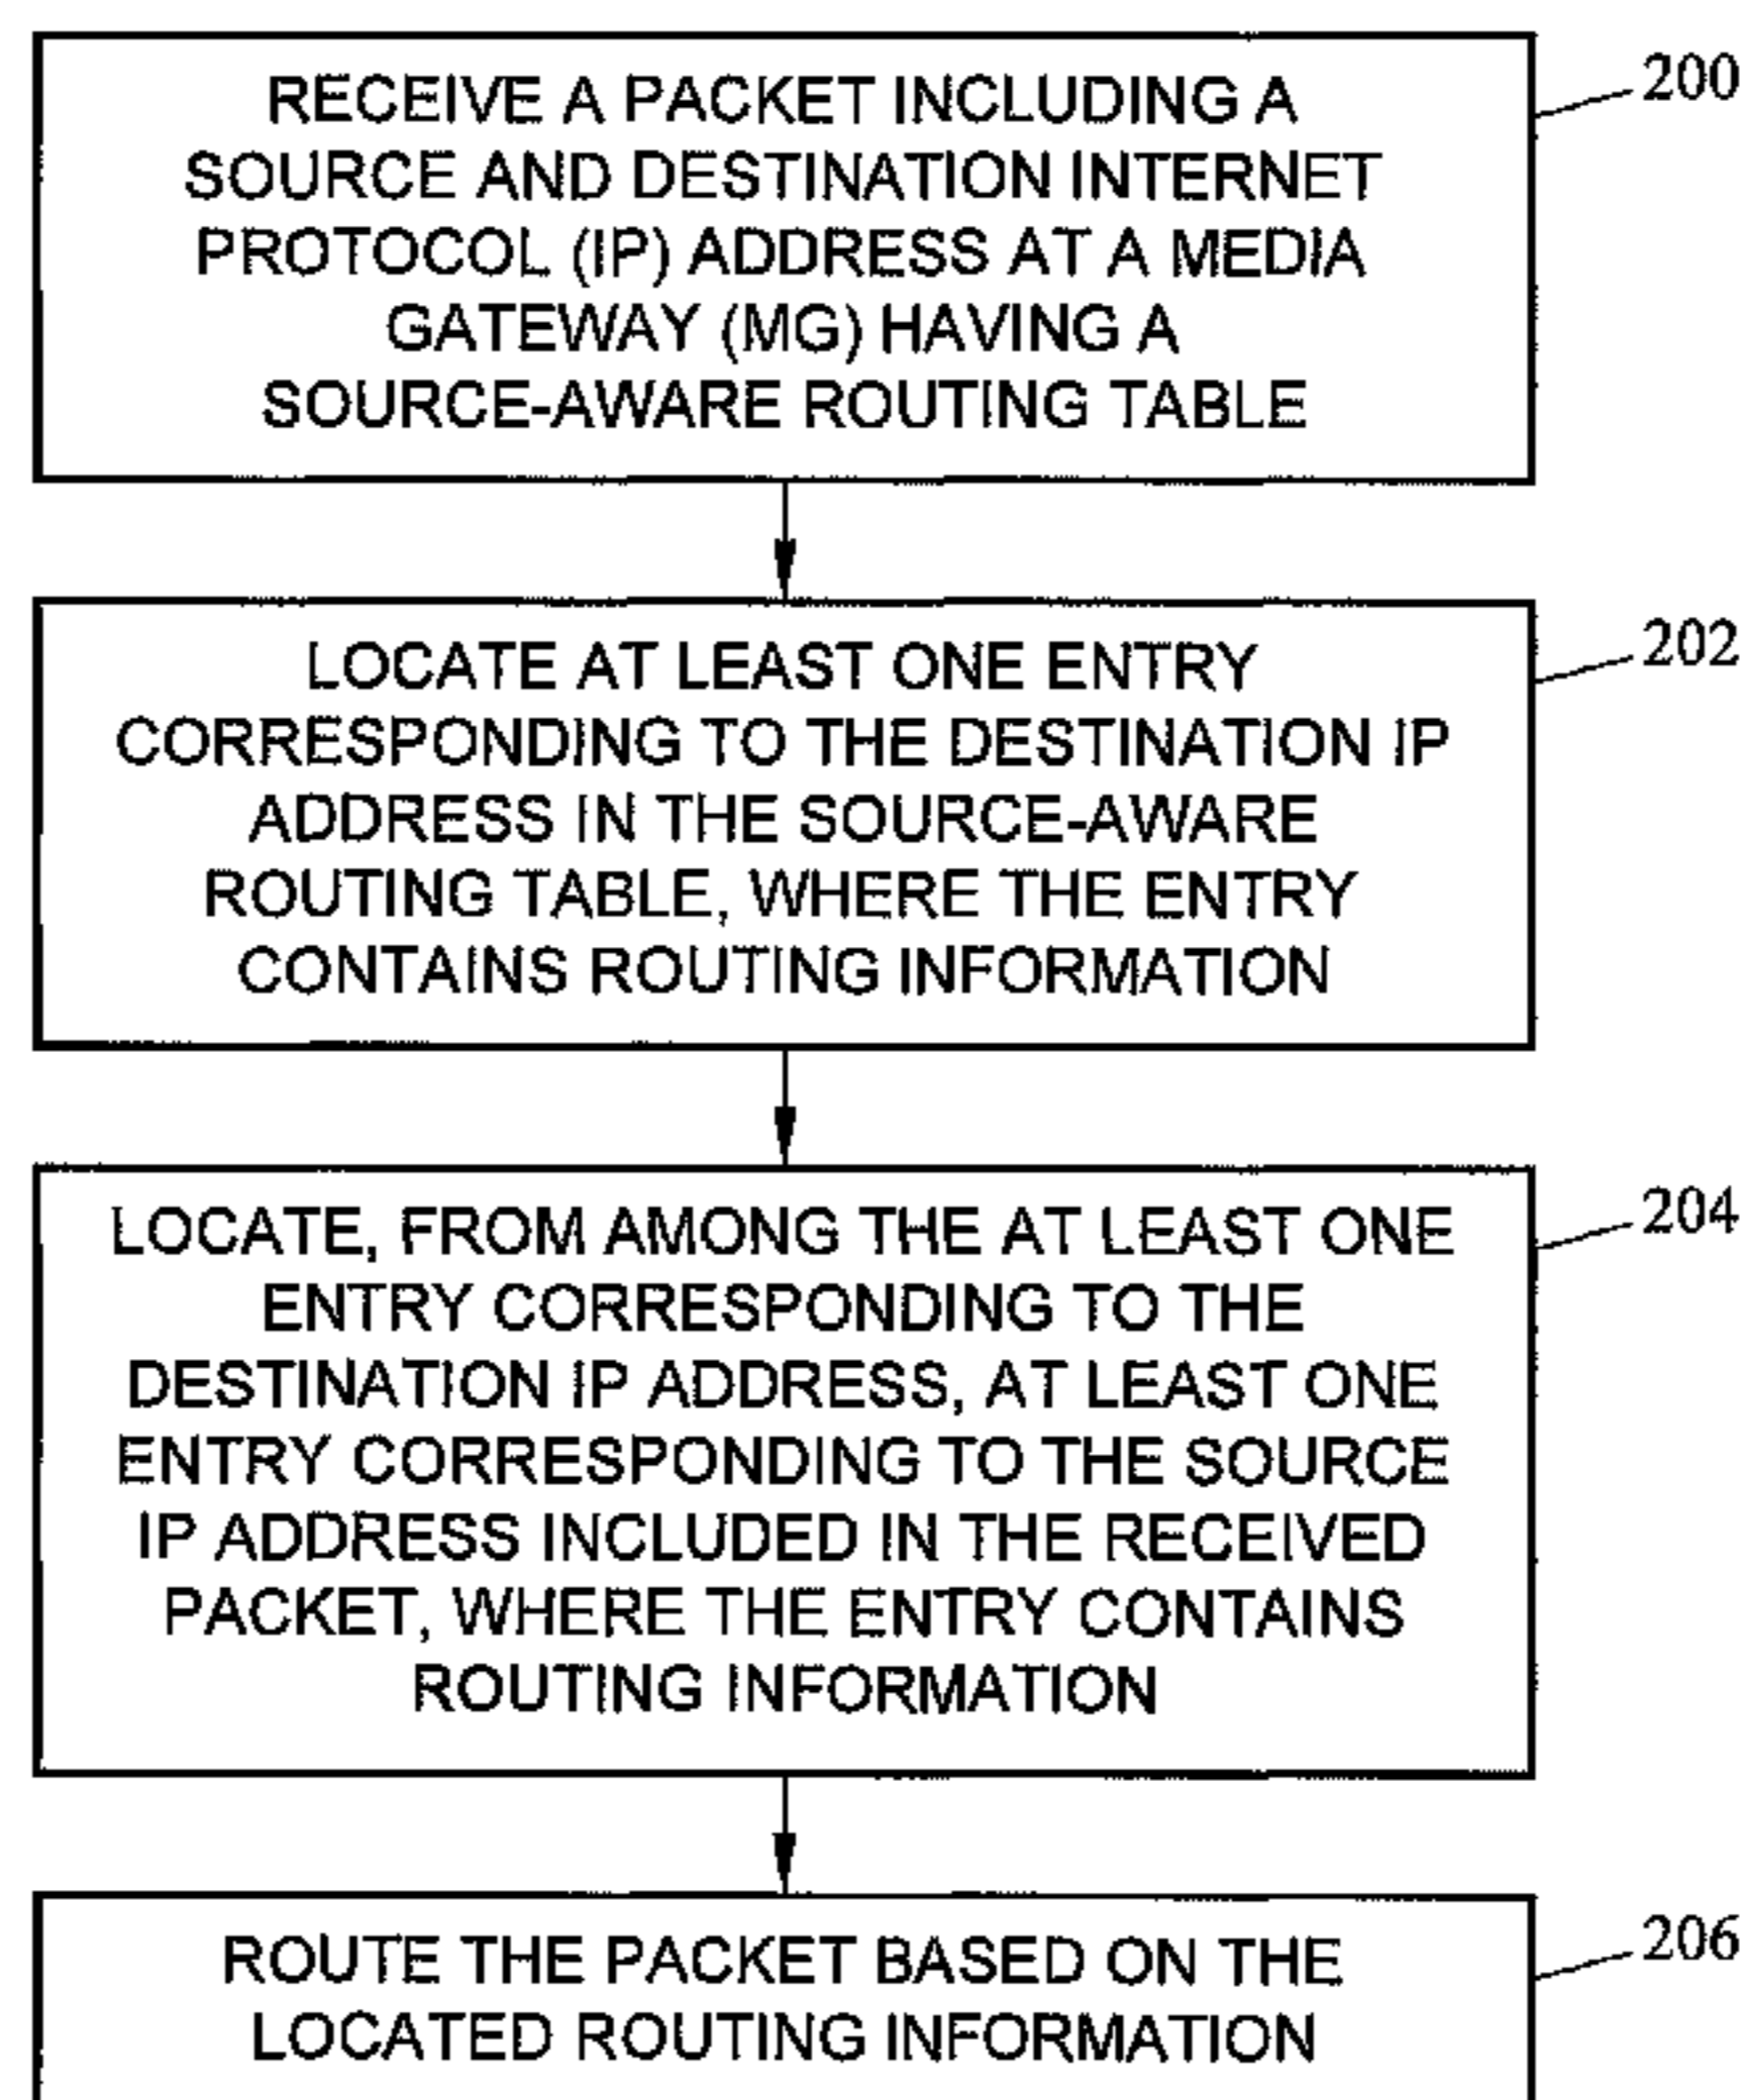 RECEIVE A PACKET INCLUDING A
SOURCE AND DESTINATION INTERNET
PROTOCOL (IP) ADDRESS AT A MEDIA
GATEWAY (MG) HAVING A
SOURCE-AWARE ROUTING TABLE
200
LOCATE AT LEAST ONE ENTRY
CORRESPONDING TO THE DESTINATION IP
ADDRESS IN THE SOURCE-AWARE
ROUTING TABLE, WHERE THE ENTRY
CONTAINS ROUTING INFORMATION
202
LOCATE, FROM AMONG THE AT LEAST ONE
ENTRY CORRESPONDING TO THE
DESTINATION IP ADDRESS, AT LEAST ONE
ENTRY CORRESPONDING TO THE SOURCE
IP ADDRESS INCLUDED IN THE RECEIVED
PACKET, WHERE THE ENTRY CONTAINS
ROUTING INFORMATION
204
ROUTE THE PACKET BASED ON THE
LOCATED ROUTING INFORMATION
206